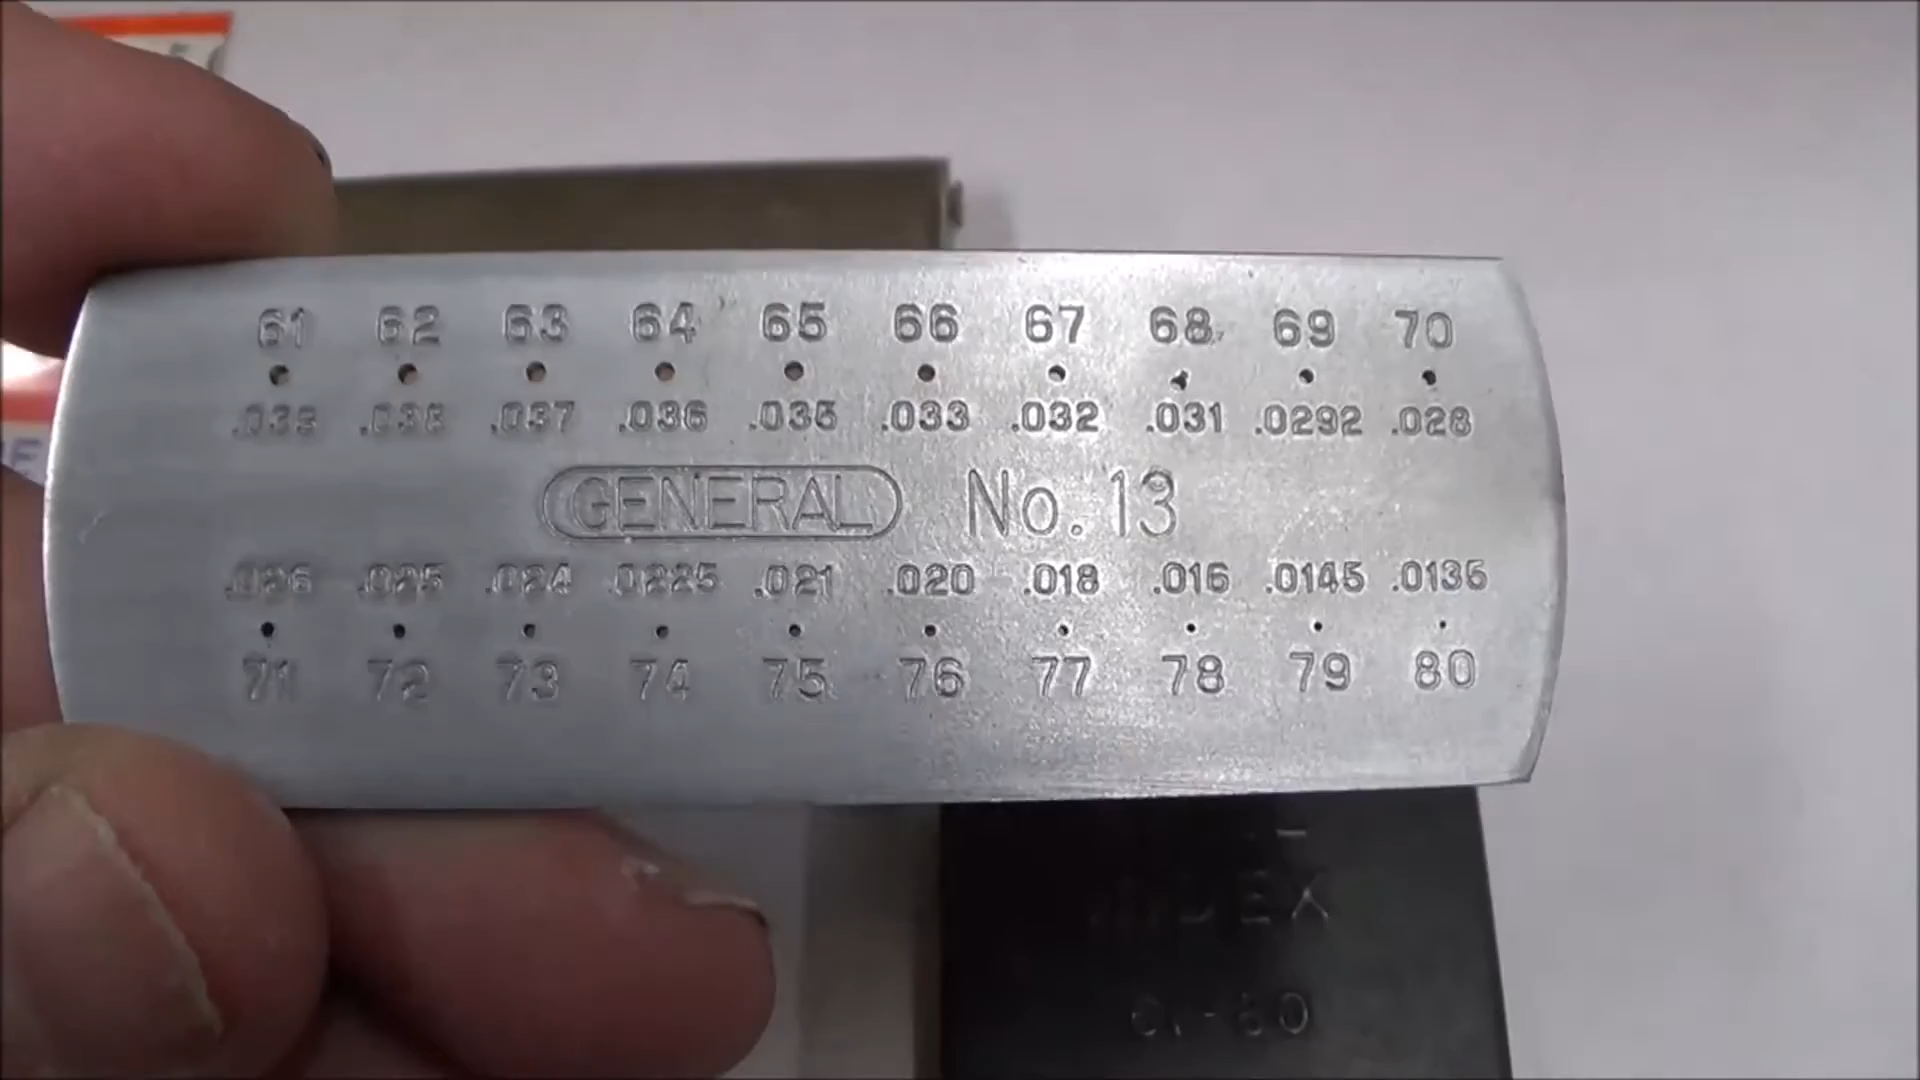 61 62 63 64 65 66 67 68 69 70
.039 .038 .037 .036 .035 .033 .032 .031 .0292 .028
GENERAL No. 13
.026 .025 .024 .0225 .021 .020 .018 .016 .0145 .0135
71 72 73 74 75 76 77 78 79 80